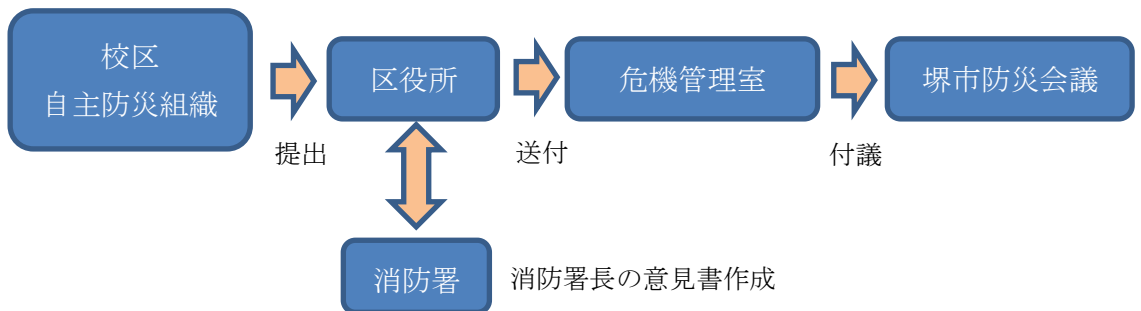 校区
自主防災組織
区役所
危機管理室
堺市防災会議
提出
送付
付議
消防署
消防署長の意見書作成